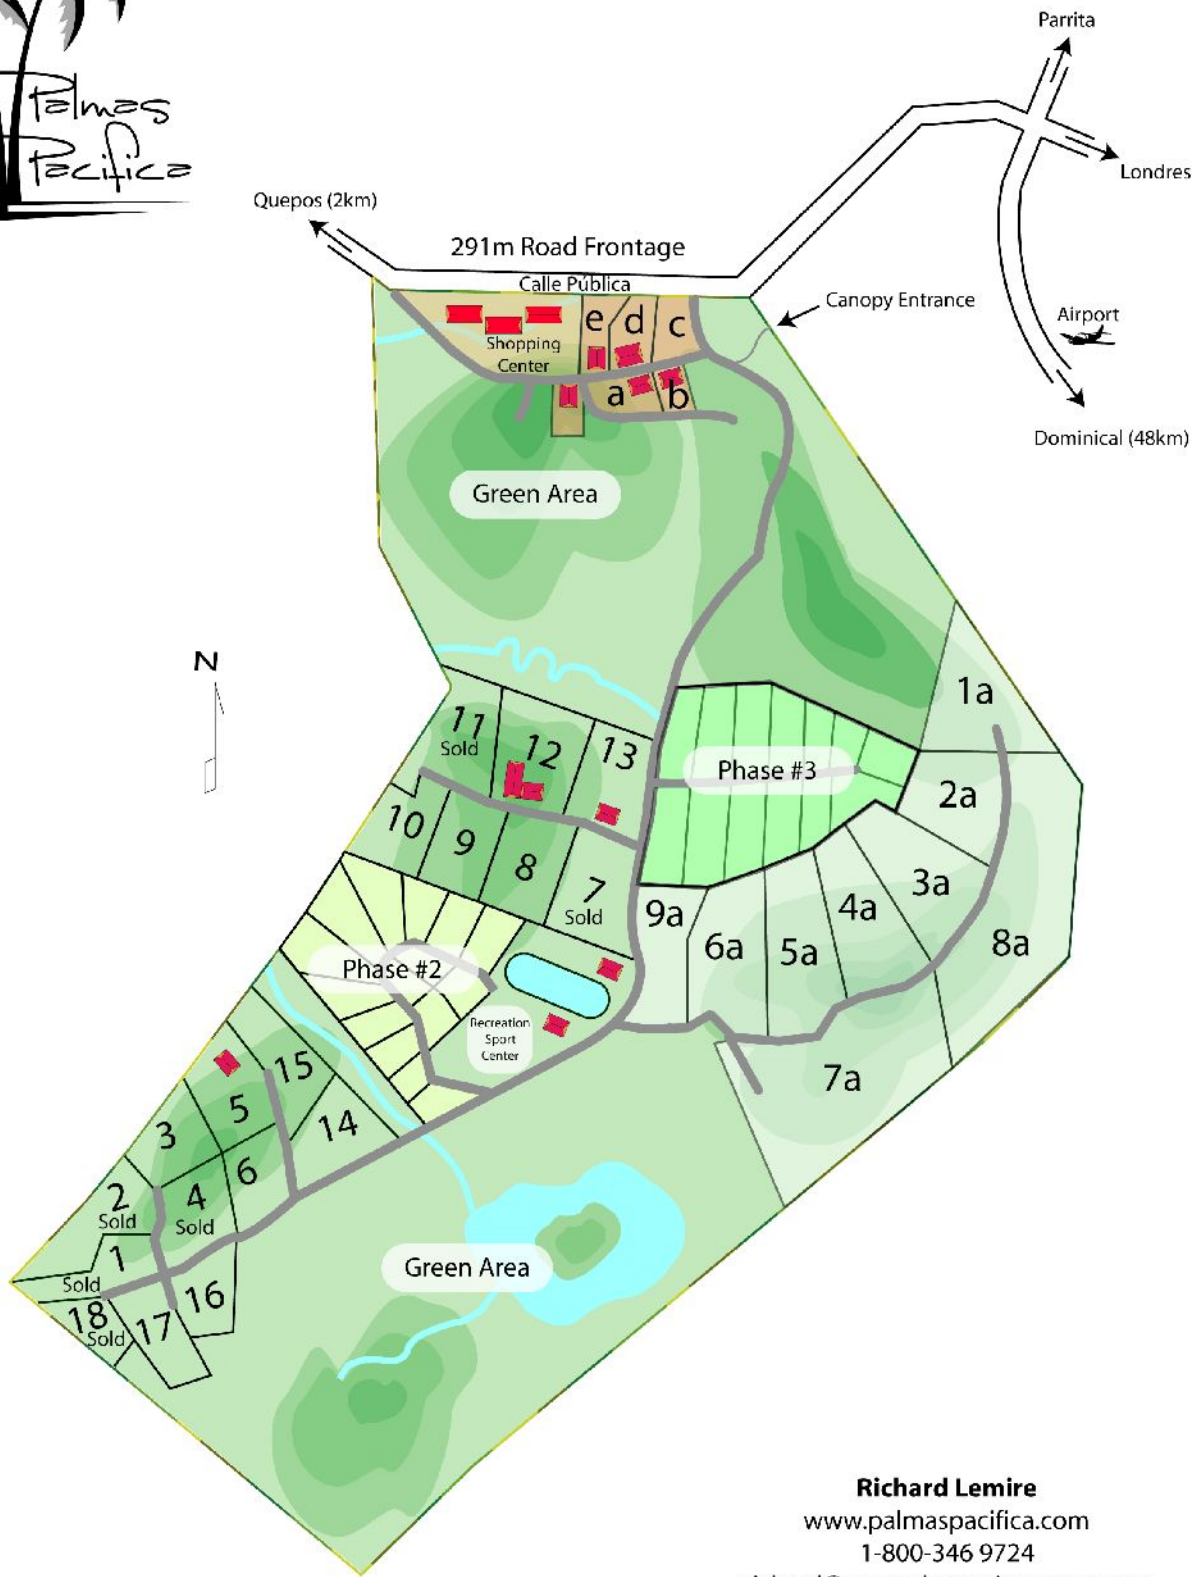 Palmas
Pacifica
Parrita
Londres
Quepos (2km)
291m Road Frontage
Calle Pública
Canopy Entrance
Airport
Dominical (48km)
e
d
c
Shopping
Center
a
b
Green Area
N
1a
11
Sold
12
13
Phase #3
2a
10
9
8
7
Sold
3a
4a
9a
6a
5a
8a
Phase #2
Recreation
Sport
Center
15
5
14
3
7a
6
2
Sold
4
Sold
1
Sold
Green Area
16
18
Sold
17
Richard Lemire
www.palmaspacifica.com
1-800-346 9724